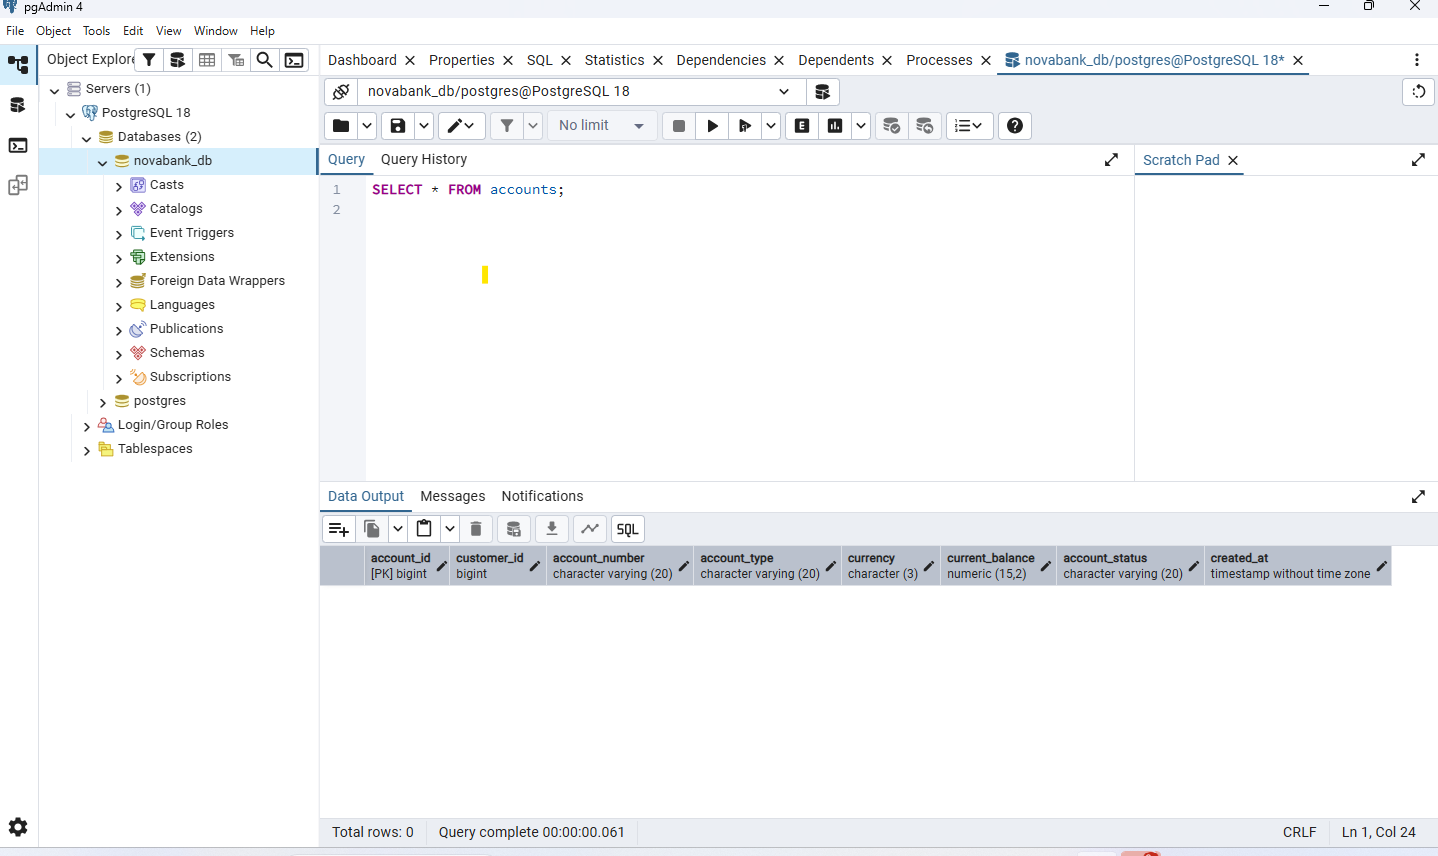 pgAdmin 4
File Object Tools Edit View Window Help
Object Explore
Dashboard Properties SQL Statistics Dependencies Dependents Processes novabank_db/postgres@PostgreSQL 18*
Servers (1)
PostgreSQL 18
Databases (2)
novabank_db
Casts
Catalogs
Event Triggers
Extensions
Foreign Data Wrappers
Languages
Publications
Schemas
Subscriptions
postgres
Login/Group Roles
Tablespaces
novabank_db/postgres@PostgreSQL 18
No limit
E
Query Query History
Scratch Pad
1 SELECT * FROM accounts;
2
Data Output Messages Notifications
SQL
account_id customer_id account_number account_type currency current_balance account_status created_at
[PK] bigint bigint character varying (20) character varying (20) character (3) numeric (15,2) character varying (20) timestamp without time zone
Total rows: 0 Query complete 00:00:00.061 CRLF Ln 1, Col 24